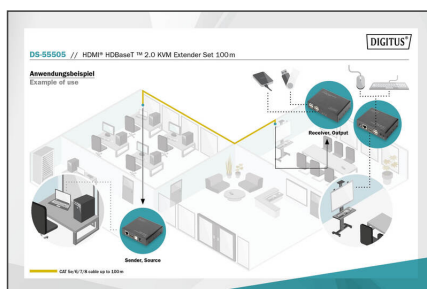 DIGITUS®
DS-55505 // HDMI® HDBaseT ™ 2.0 KVM Extender Set 100 m
Anwendungsbeispiel
Example of use
Receiver, Output
Sender, Source
CAT 5e/6/7/8 cable up to 100 m